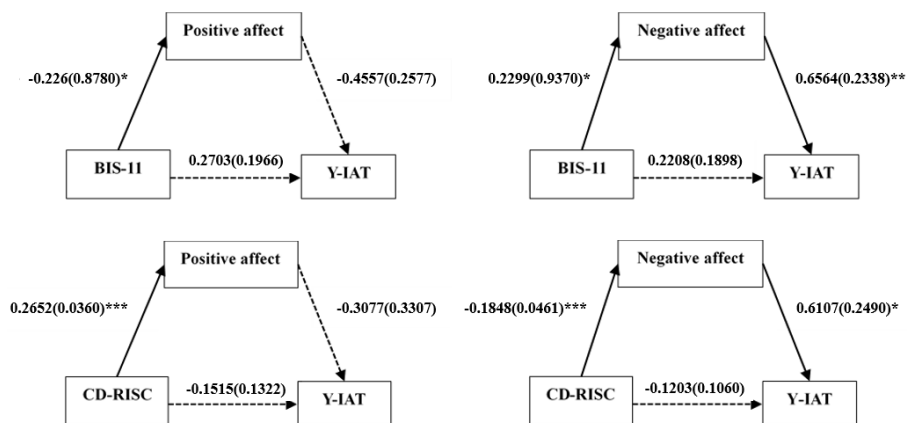 Positive affect
-0.226(0.8780)*
-0.4557(0.2577)
0.2703(0.1966)
BIS-11
Y-IAT
Negative affect
0.2299(0.9370)*
0.6564(0.2338)**
0.2208(0.1898)
BIS-11
Y-IAT
Positive affect
0.2652(0.0360)***
-0.3077(0.3307)
-0.1515(0.1322)
CD-RISC
Y-IAT
Negative affect
-0.1848(0.0461)***
0.6107(0.2490)*
-0.1203(0.1060)
CD-RISC
Y-IAT